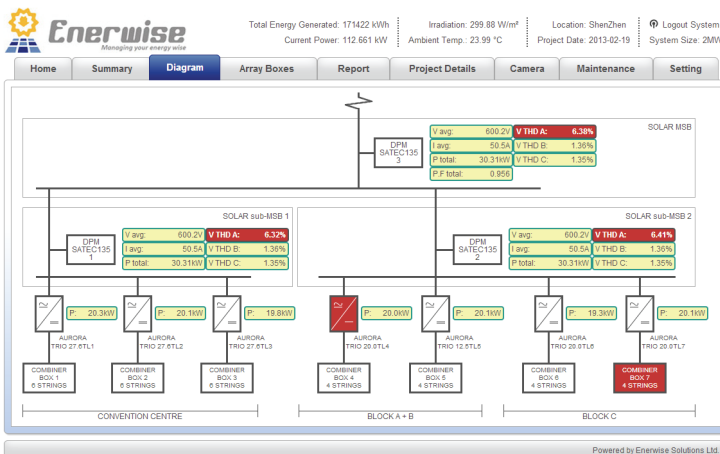 Enerwise
Managing your energy wise
Total Energy Generated: 171422 kWh
Irradiation: 299.88 W/m²
Location: ShenZhen
Logout System
Current Power: 112.661 kW
Ambient Temp.: 23.99 °C
Project Date: 2013-02-19
System Size: 2MW
Home Summary Diagram Array Boxes Report Project Details Camera Maintenance Setting
SOLAR MSB
DPM
SATEC135
3
V avg: 600.2V V THD A: 6.38%
I avg: 50.5A V THD B: 1.36%
P total: 30.31kW V THD C: 1.35%
P.F total: 0.956
SOLAR sub-MSB 1
DPM
SATEC135
1
V avg: 600.2V V THD A: 6.32%
I avg: 50.5A V THD B: 1.36%
P total: 30.31kW V THD C: 1.35%
SOLAR sub-MSB 2
DPM
SATEC135
2
V avg: 600.2V V THD A: 6.41%
I avg: 50.5A V THD B: 1.36%
P total: 30.31kW V THD C: 1.35%
P: 20.3kW
P: 20.1kW
P: 19.8kW
P: 20.0kW
P: 20.1kW
P: 19.3kW
P: 20.1kW
AURORA
TRIO 27.6TL1
AURORA
TRIO 27.6TL2
AURORA
TRIO 27.6TL3
AURORA
TRIO 20.0TL4
AURORA
TRIO 12.5TL5
AURORA
TRIO 20.0TL6
AURORA
TRIO 20.0TL7
COMBINER
BOX 1
6 STRINGS
COMBINER
BOX 2
6 STRINGS
COMBINER
BOX 3
6 STRINGS
COMBINER
BOX 4
4 STRINGS
COMBINER
BOX 5
4 STRINGS
COMBINER
BOX 6
4 STRINGS
COMBINER
BOX 7
4 STRINGS
CONVENTION CENTRE
BLOCK A + B
BLOCK C
Powered by Enerwise Solutions Ltd.